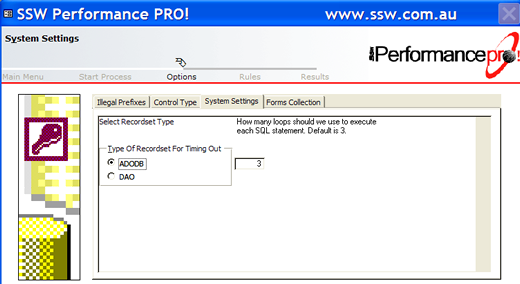 SSW Performance PRO! www.ssw.com.au
System Settings
ssw Performancepro!
Main Menu Start Process Options Rules Results
Illegal Prefixes Control Type System Settings Forms Collection
Select Recordset Type
How many loops should we use to execute
each SQL statement. Default is 3.
Type Of Recordset For Timing Out
ADODB 3
DAO